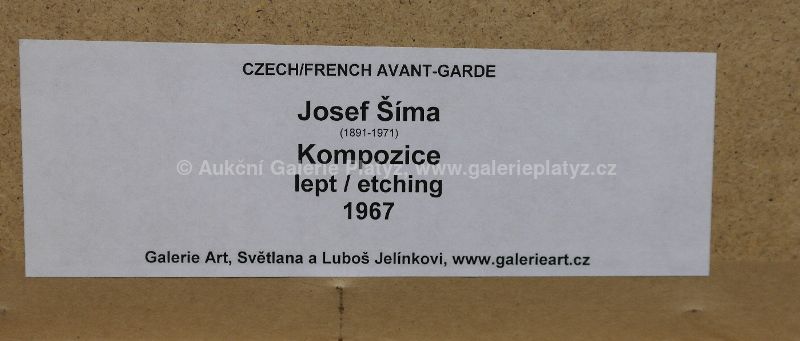 CZECH/FRENCH AVANT-GARDE
Josef Šíma
(1891-1971)
Kompozice
© Aukční Galerie Platýz, www.galerieplatyz.cz
lept / etching
1967
Galerie Art, Světlana a Luboš Jelínkovi, www.galerieart.cz